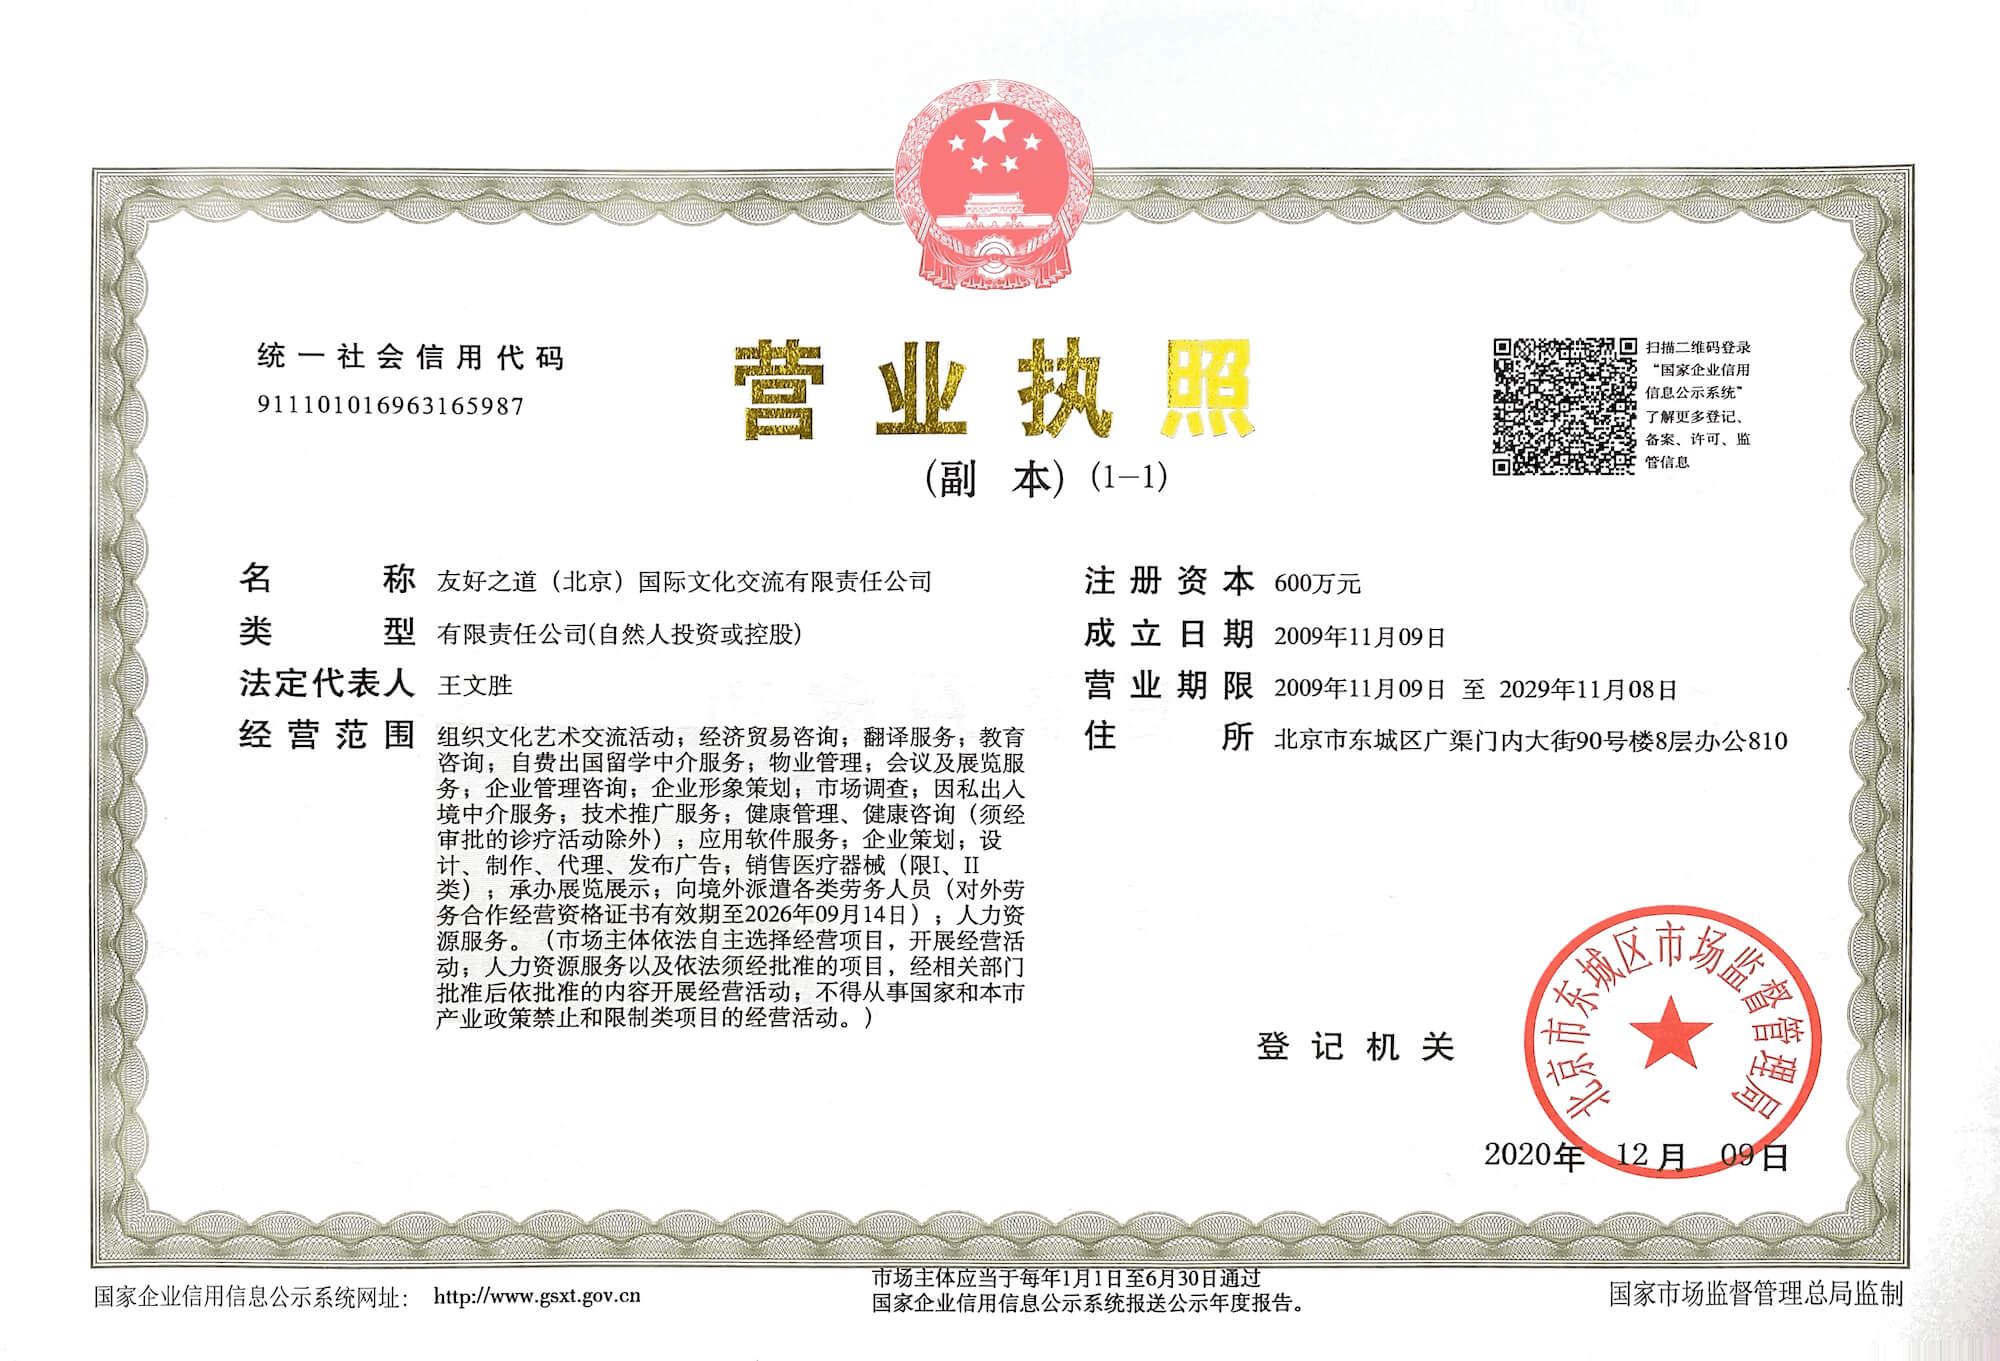 统一社会信用代码
911101016963165987
营业执照
(副 本) (1-1)
扫描二维码登录
“国家企业信用
信息公示系统”
了解更多登记、
备案、许可、监
管信息
名称 友好之道（北京）国际文化交流有限责任公司
类型 有限责任公司(自然人投资或控股)
法定代表人 王文胜
经营范围 组织文化艺术交流活动；经济贸易咨询；翻译服务；教育
咨询；自费出国留学中介服务；物业管理；会议及展览服
务；企业管理咨询；企业形象策划；市场调查；因私出入
境中介服务；技术推广服务；健康管理、健康咨询（须经
审批的诊疗活动除外）；应用软件服务；企业策划；设
计、制作、代理、发布广告；销售医疗器械（限I、II
类）；承办展览展示；向境外派遣各类劳务人员（对外劳
务合作经营资格证书有效期至2026年09月14日）；人力资
源服务。（市场主体依法自主选择经营项目，开展经营活
动；人力资源服务以及依法须经批准的项目，经相关部门
批准后依批准的内容开展经营活动；不得从事国家和本市
产业政策禁止和限制类项目的经营活动。）
注册资本 600万元
成立日期 2009年11月09日
营业期限 2009年11月09日 至 2029年11月08日
住所 北京市东城区广渠门内大街90号楼8层办公810
登记机关
北京市东城区市场监督管理局
2020年 12月 09日
国家企业信用信息公示系统网址： http://www.gsxt.gov.cn
市场主体应当于每年1月1日至6月30日通过
国家企业信用信息公示系统报送公示年度报告。
国家市场监督管理总局监制